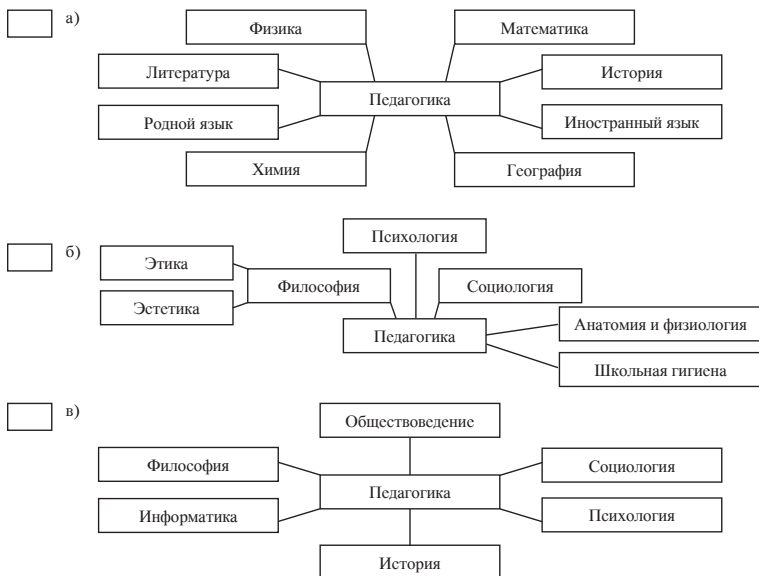 а)
Физика
Математика
Литература
История
Педагогика
Родной язык
Иностранный язык
Химия
География
б)
Психология
Этика
Философия
Социология
Эстетика
Педагогика
Анатомия и физиология
Школьная гигиена
в)
Обществоведение
Философия
Социология
Педагогика
Информатика
Психология
История